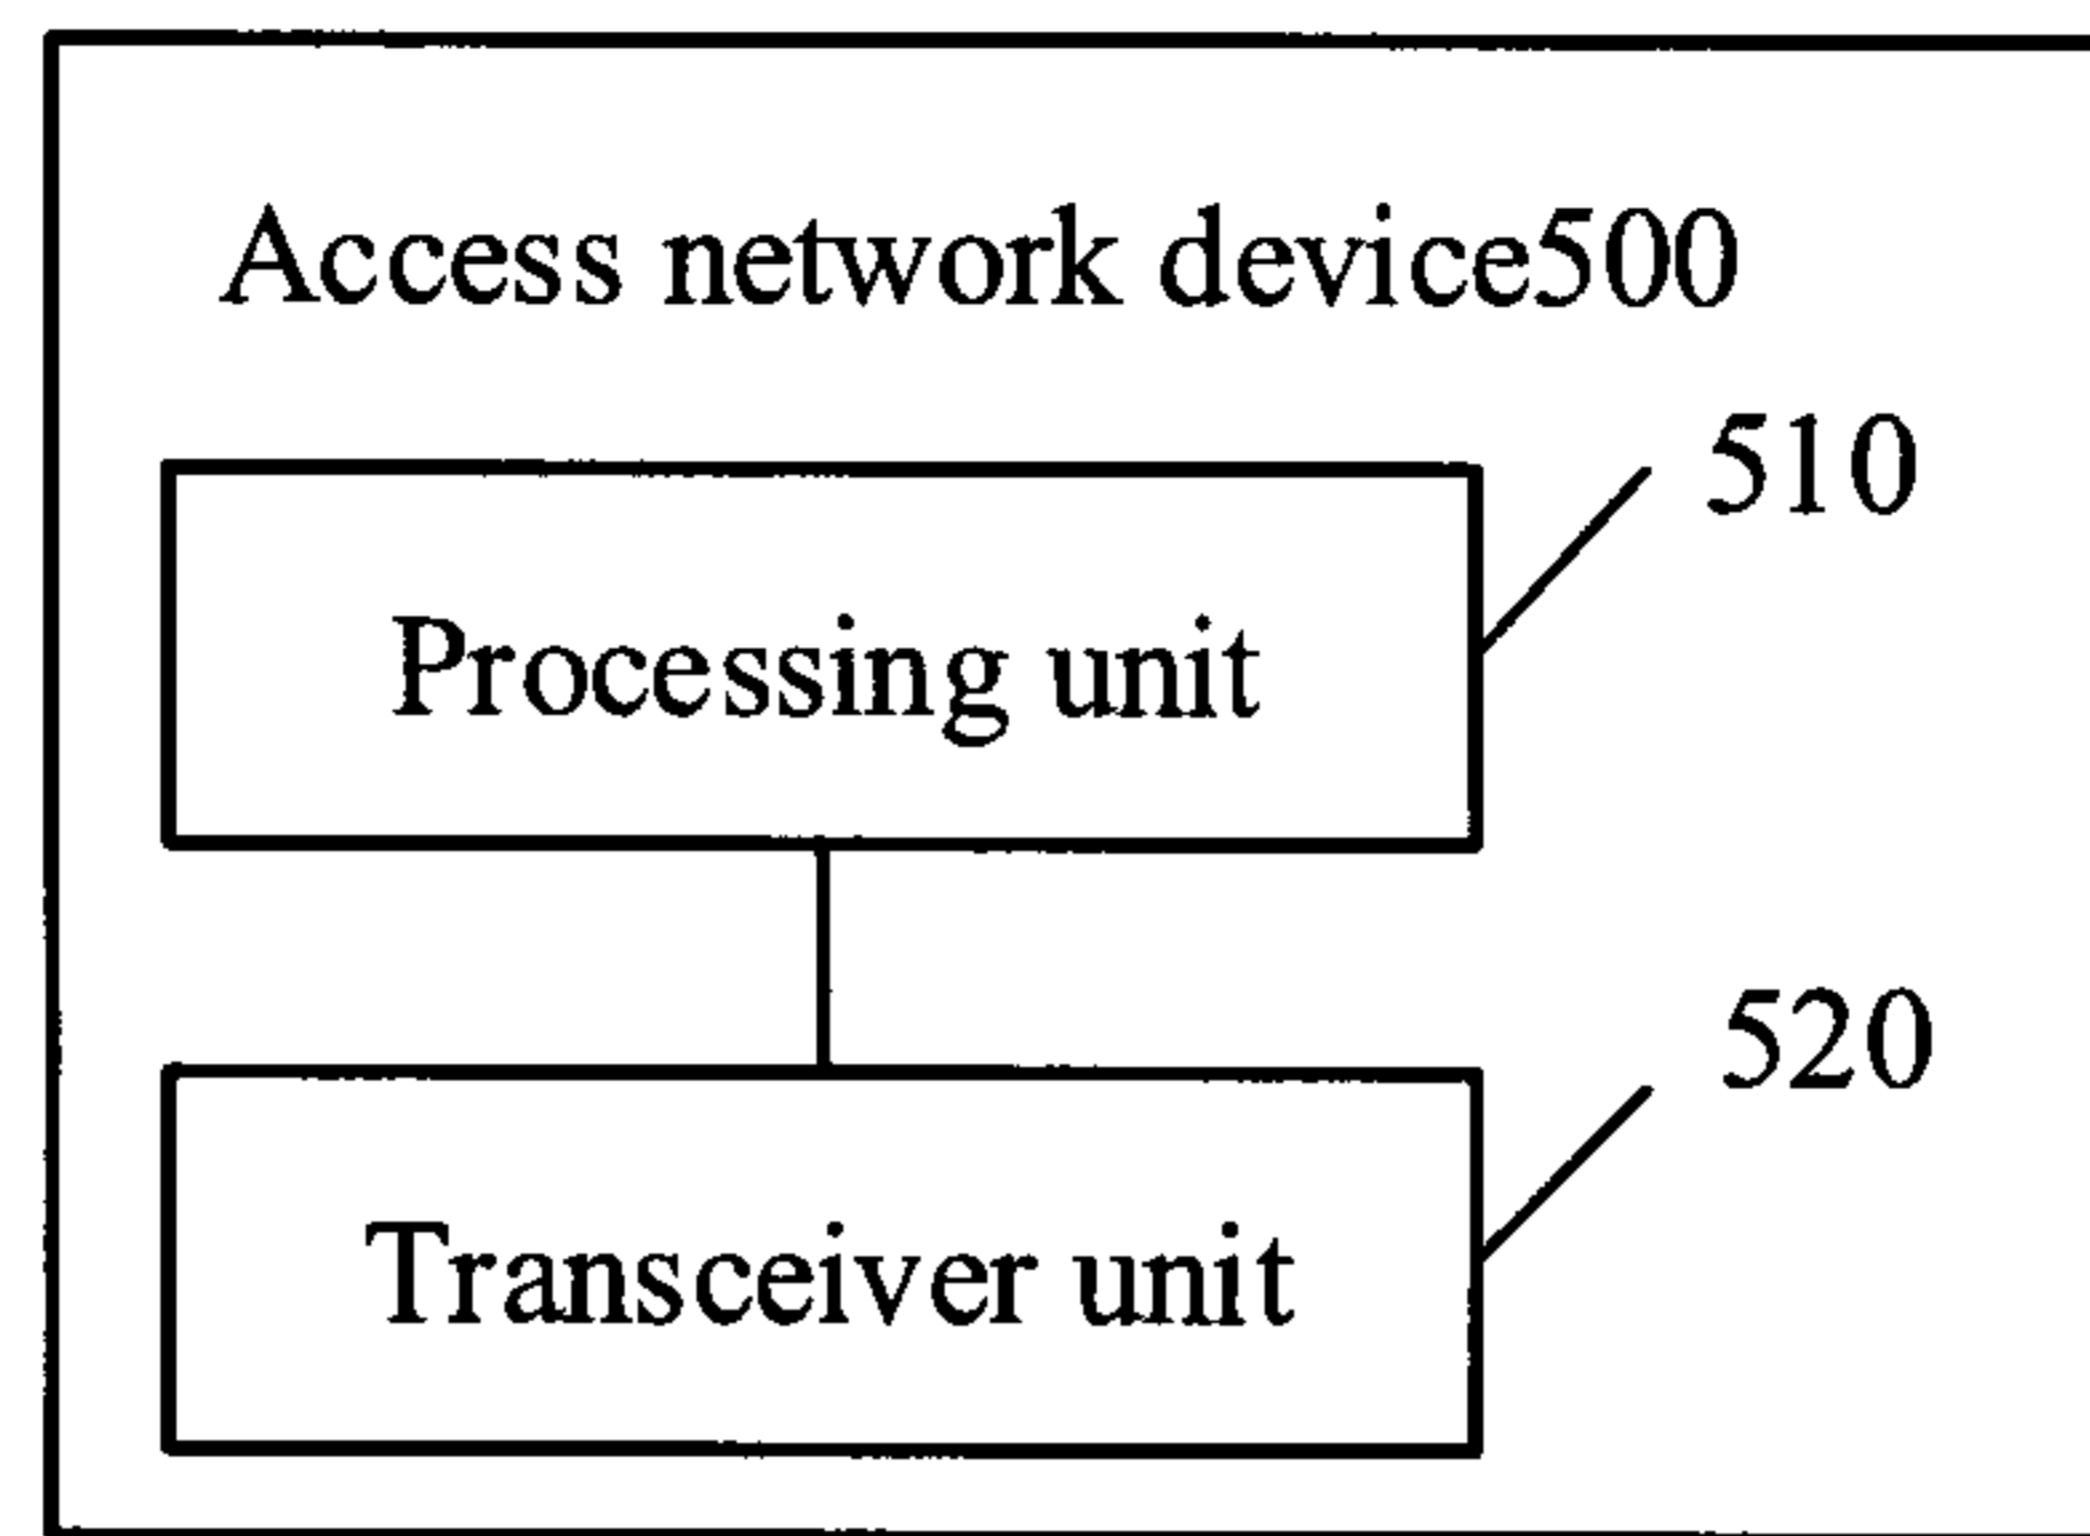 Access network device500
510
Processing unit
520
Transceiver unit